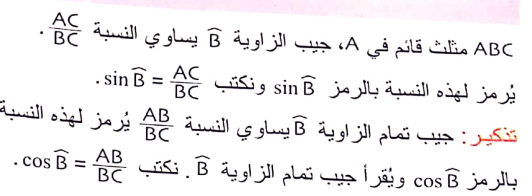 ABC مثلث قائم في A، جيب الزاوية B̂ يساوي النسبة AC/BC .
يُرمز لهذه النسبة بالرمز sin B̂ ونكتب sin B̂ = AC/BC .
تذكير : جيب تمام الزاوية B̂ يساوي النسبة AB/BC يُرمز لهذه النسبة
بالرمز cos B̂ ويُقرأ جيب تمام الزاوية B̂ . نكتب cos B̂ = AB/BC .